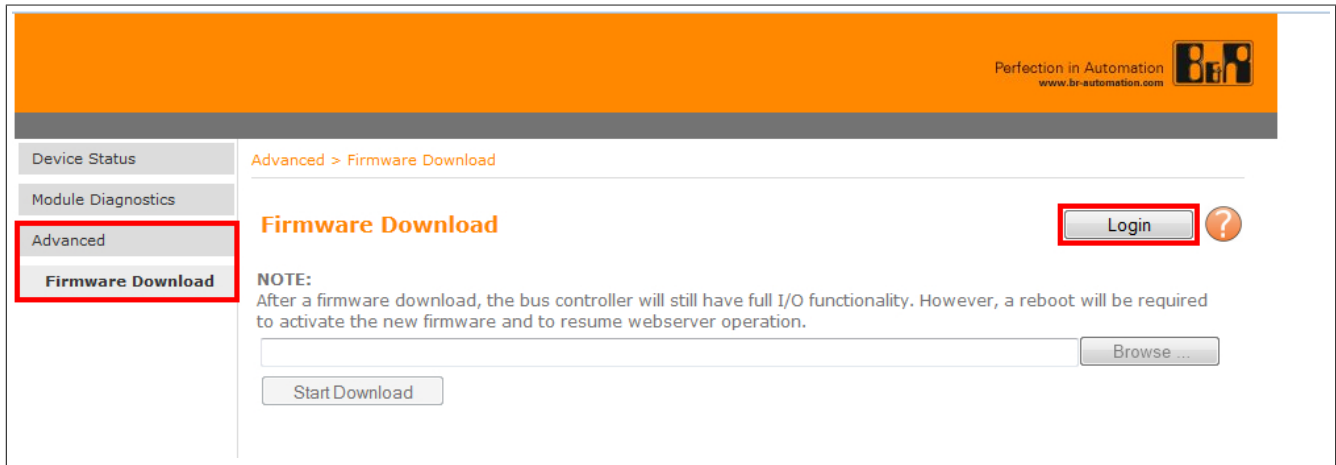 Perfection in Automation
www.br-automation.com
B&R
Device Status
Module Diagnostics
Advanced
Firmware Download
Advanced > Firmware Download
Firmware Download
Login
?
NOTE:
After a firmware download, the bus controller will still have full I/O functionality. However, a reboot will be required
to activate the new firmware and to resume webserver operation.
Browse ...
Start Download